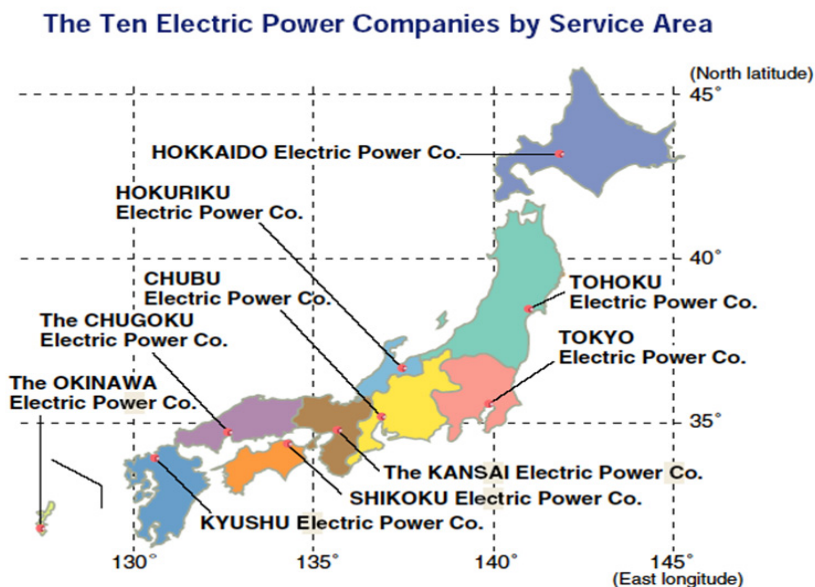 The Ten Electric Power Companies by Service Area
(North latitude)
45°
HOKKAIDO Electric Power Co.
HOKURIKU
Electric Power Co.
40°
CHUBU
Electric Power Co.
TOHOKU
Electric Power Co.
The CHUGOKU
Electric Power Co.
TOKYO
Electric Power Co.
The OKINAWA
Electric Power Co.
35°
The KANSAI Electric Power Co.
SHIKOKU Electric Power Co.
KYUSHU Electric Power Co.
130°
135°
140°
145°
(East longitude)